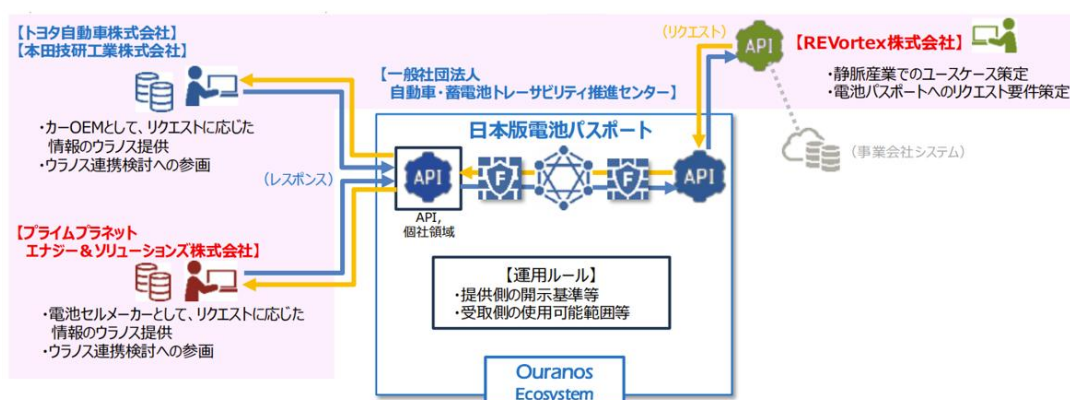 【トヨタ自動車株式会社】
【本田技研工業株式会社】
・カーOEMとして、リクエストに応じた
情報のウラノス提供
・ウラノス連携検討への参画
【プライムプラネット
エナジー＆ソリューションズ株式会社】
・電池セルメーカーとして、リクエストに応じた
情報のウラノス提供
・ウラノス連携検討への参画
（レスポンス）
【一般社団法人
自動車・蓄電池トレーサビリティ推進センター】
日本版電池パスポート
API
API,
個社領域
F
F
API
【運用ルール】
・提供側の開示基準等
・受取側の使用可能範囲等
Ouranos
Ecosystem
（リクエスト）
API
【REVortex株式会社】
・静脈産業でのユースケース策定
・電池パスポートへのリクエスト要件策定
（事業会社システム）